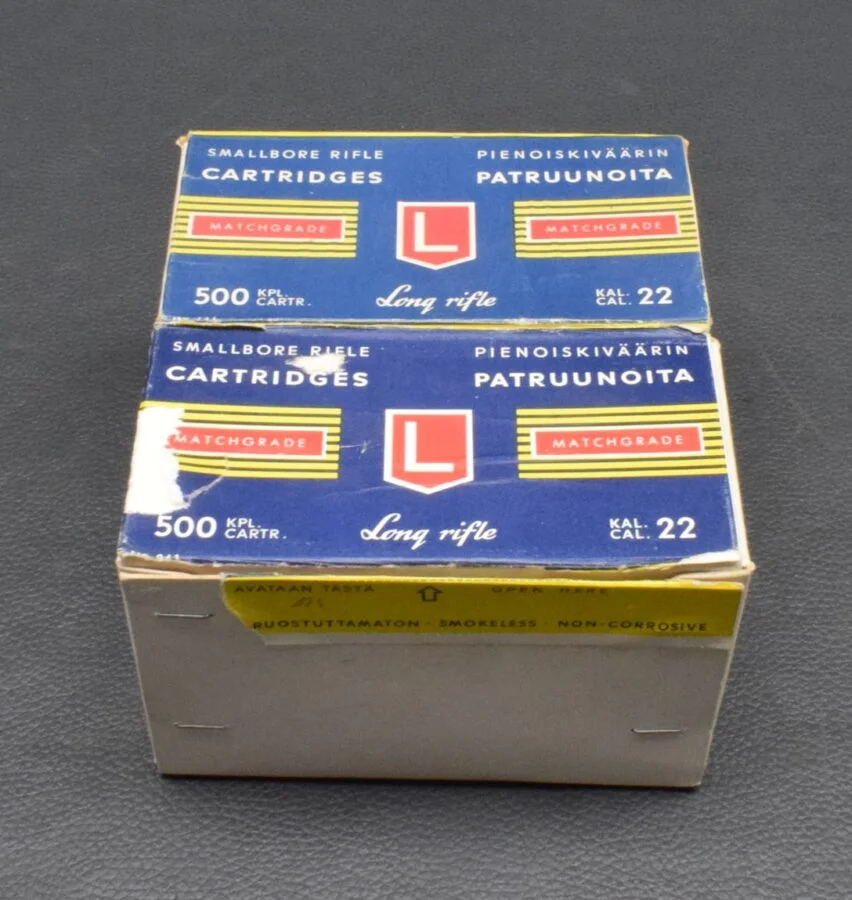 SMALLBORE RIFLE
CARTRIDGES
PIENOISKIVÄÄRIN
PATRUUNOITA
MATCHGRADE
L
MATCHGRADE
500 KPL.
CARTR.
Long rifle
KAL.
CAL. 22
SMALLBORE RIFLE
CARTRIDGES
PIENOISKIVÄÄRIN
PATRUUNOITA
MATCHGRADE
L
MATCHGRADE
500 KPL.
CARTR.
Long rifle
KAL.
CAL. 22
AVATAAN TÄSTÄ OPEN HERE
RUOSTUTTAMATON · SMOKELESS · NON-CORROSIVE